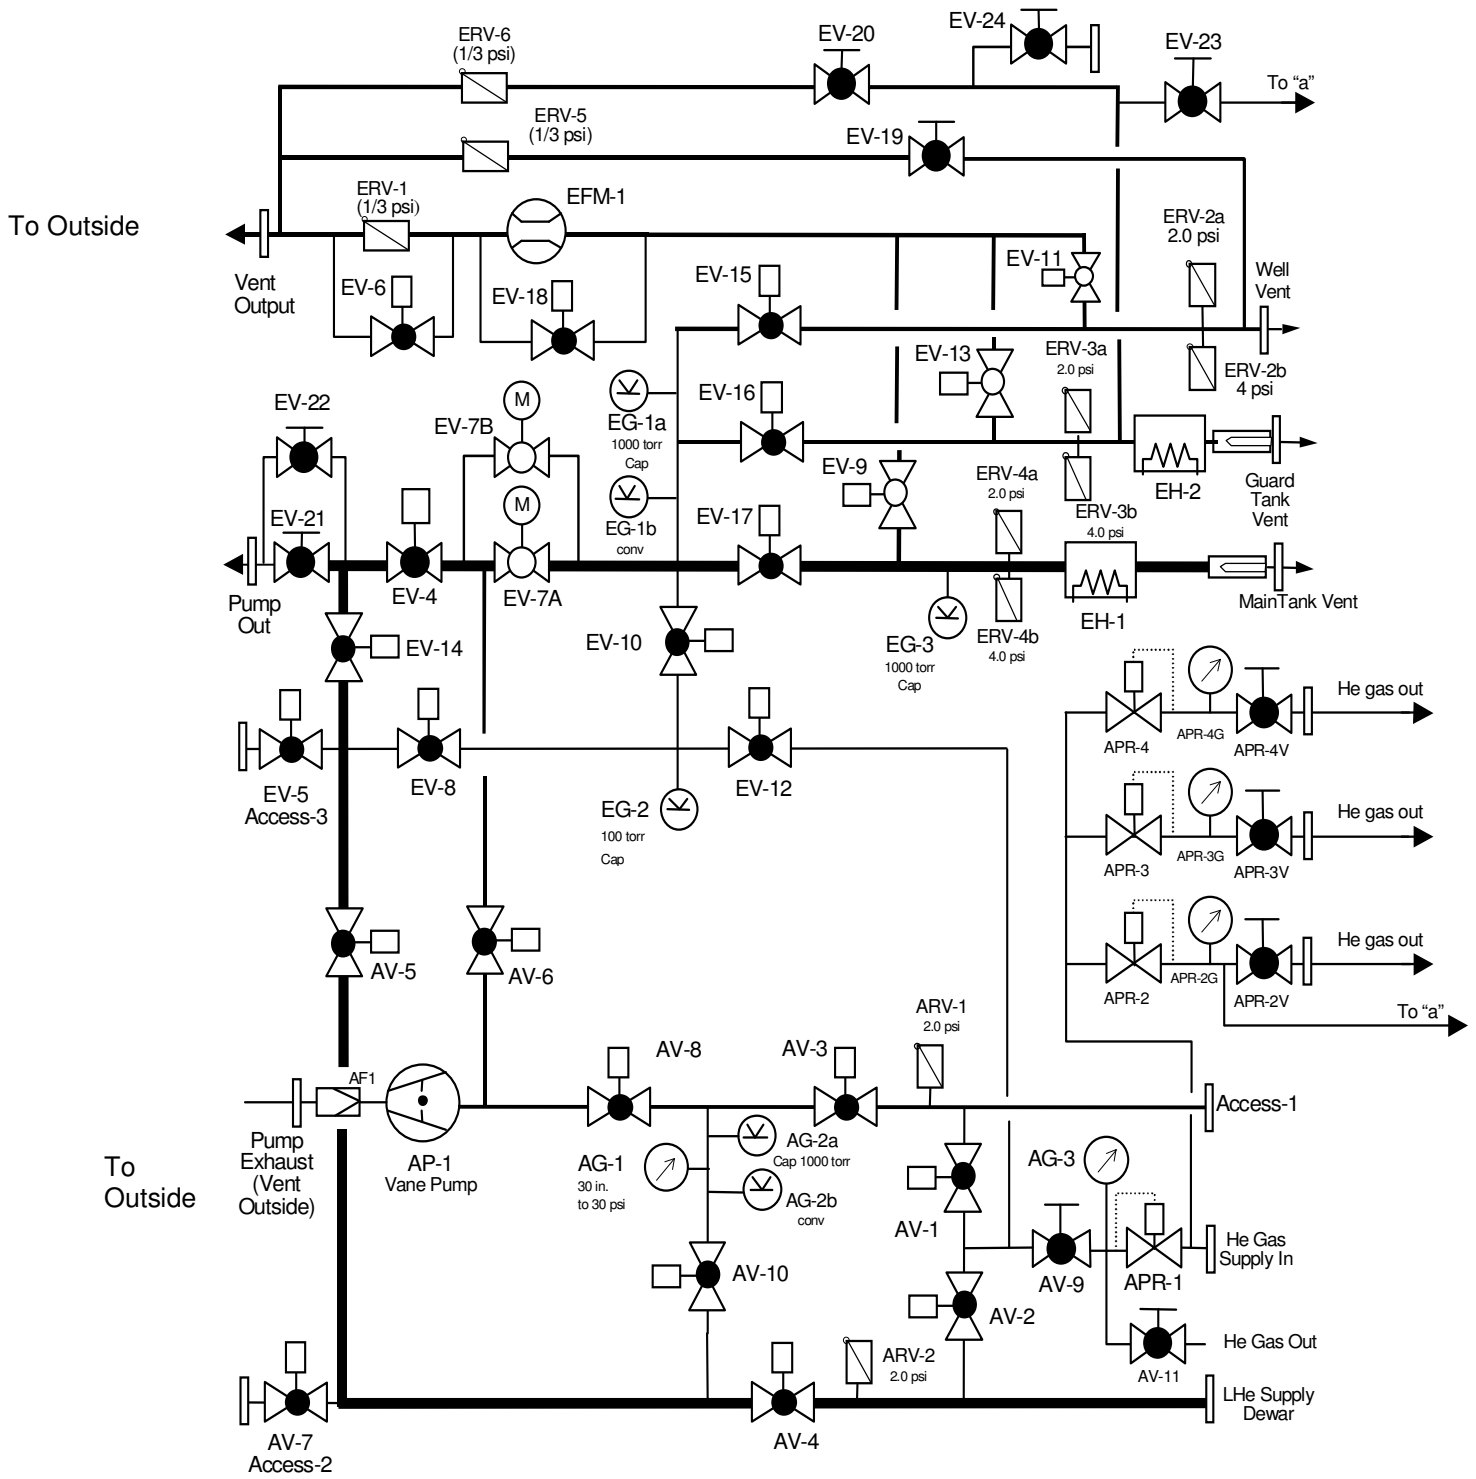 EV-24
ERV-6
(1/3 psi)
EV-20
EV-23
To "a"
ERV-5
(1/3 psi)
EV-19
ERV-1
(1/3 psi)
EFM-1
To Outside
ERV-2a
2.0 psi
Vent
Output
EV-6
EV-18
EV-15
EV-11
Well
Vent
EV-13
ERV-3a
2.0 psi
ERV-2b
4 psi
EV-22
M
EV-7B
EG-1a
1000 torr
Cap
EV-16
EV-9
ERV-4a
2.0 psi
EH-2
Guard
Tank
Vent
EV-21
M
EG-1b
conv
EV-17
ERV-3b
4.0 psi
Pump
Out
EV-4
EV-7A
EH-1
MainTank Vent
EV-14
EV-10
EG-3
1000 torr
Cap
ERV-4b
4.0 psi
He gas out
APR-4
APR-4G
APR-4V
EV-5
Access-3
EV-8
EG-2
100 torr
Cap
EV-12
He gas out
APR-3
APR-3G
APR-3V
AV-5
AV-6
He gas out
APR-2
APR-2G
APR-2V
To "a"
ARV-1
2.0 psi
AV-8
AV-3
AF1
Access-1
To
Outside
Pump
Exhaust
(Vent
Outside)
AP-1
Vane Pump
AG-1
30 in.
to 30 psi
AG-2a
Cap 1000 torr
AG-2b
conv
AG-3
AV-1
He Gas
Supply In
AV-10
AV-9
APR-1
AV-2
He Gas Out
AV-11
ARV-2
2.0 psi
LHe Supply
Dewar
AV-7
Access-2
AV-4